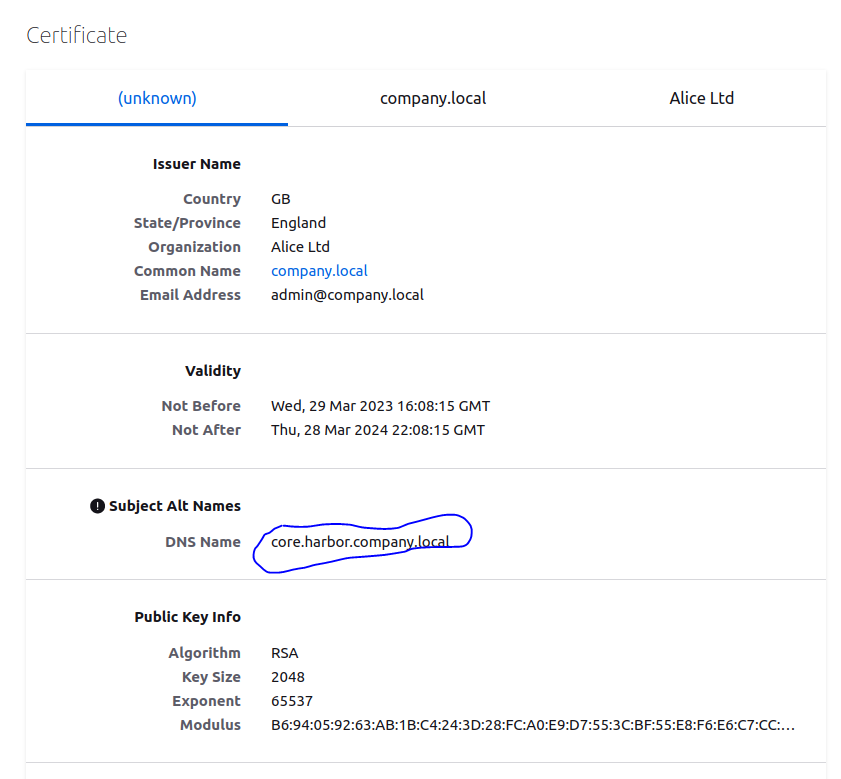 Certificate
(unknown) company.local Alice Ltd
Issuer Name
Country GB
State/Province England
Organization Alice Ltd
Common Name company.local
Email Address admin@company.local
Validity
Not Before Wed, 29 Mar 2023 16:08:15 GMT
Not After Thu, 28 Mar 2024 22:08:15 GMT
Subject Alt Names
DNS Name core.harbor.company.local
Public Key Info
Algorithm RSA
Key Size 2048
Exponent 65537
Modulus B6:94:05:92:63:AB:1B:C4:24:3D:28:FC:A0:E9:D7:55:3C:BF:55:E8:F6:E6:C7:CC:…